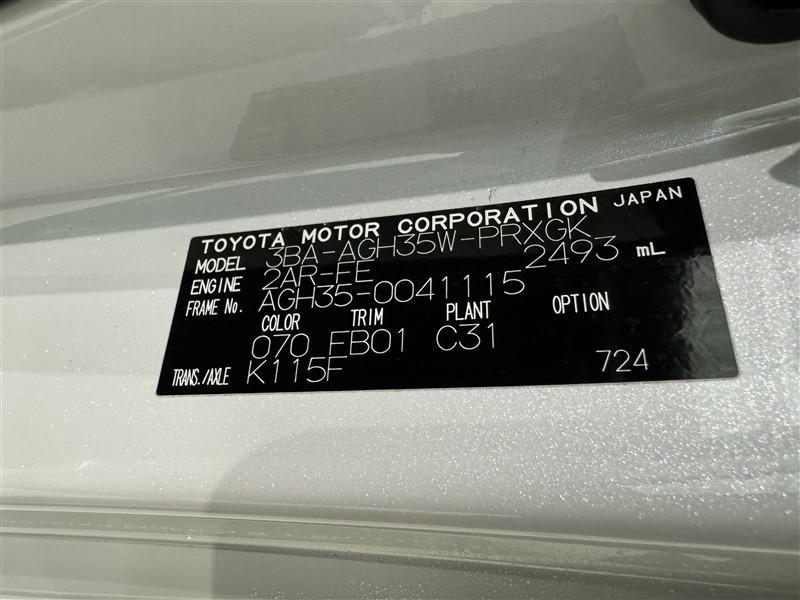 TOYOTA MOTOR CORPORATION JAPAN
MODEL 3BA-AGH35W-PRXGK
ENGINE 2AR-FE 2493 mL
FRAME No. AGH35-0041115
COLOR TRIM PLANT OPTION
070 FB01 C31
TRANS./AXLE K115F 724